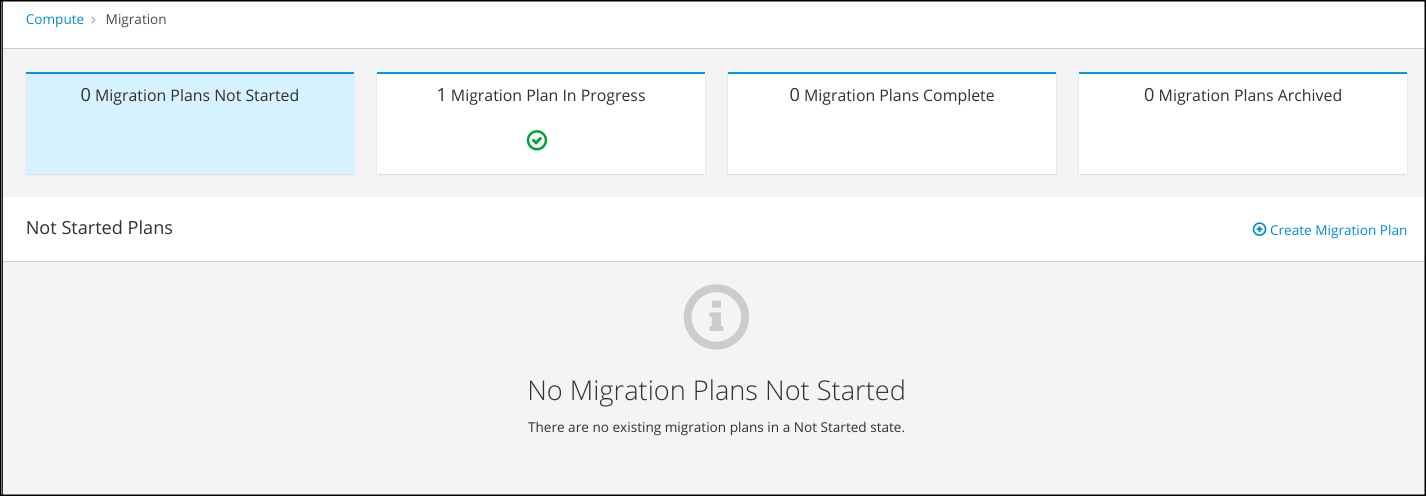 Compute > Migration
0 Migration Plans Not Started
1 Migration Plan In Progress
0 Migration Plans Complete
0 Migration Plans Archived
Not Started Plans
Create Migration Plan
No Migration Plans Not Started
There are no existing migration plans in a Not Started state.